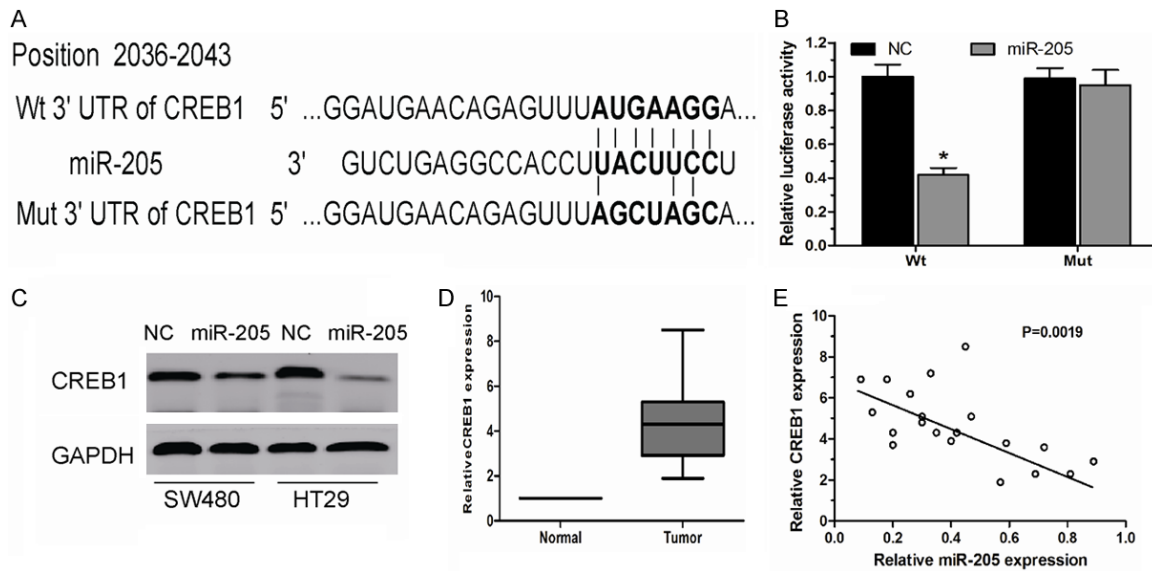 A
Position 2036-2043
Wt 3' UTR of CREB1 5' ...GGAUGAACAGAGUUUAUGAAGGA...
miR-205 3' GUCUGAGGCCACCUUACUUCCU
Mut 3' UTR of CREB1 5' ...GGAUGAACAGAGUUUAGCUAGCA...
B
NC miR-205
Relative luciferase activity
1.2
1.0
0.8
0.6
0.4
0.2
0.0
*
Wt Mut
C
NC miR-205 NC miR-205
CREB1
GAPDH
SW480 HT29
D
RelativeCREB1 expression
10
8
6
4
2
0
Normal Tumor
E
Relative CREB1 expression
10
8
6
4
2
0
P=0.0019
0.0 0.2 0.4 0.6 0.8 1.0
Relative miR-205 expression